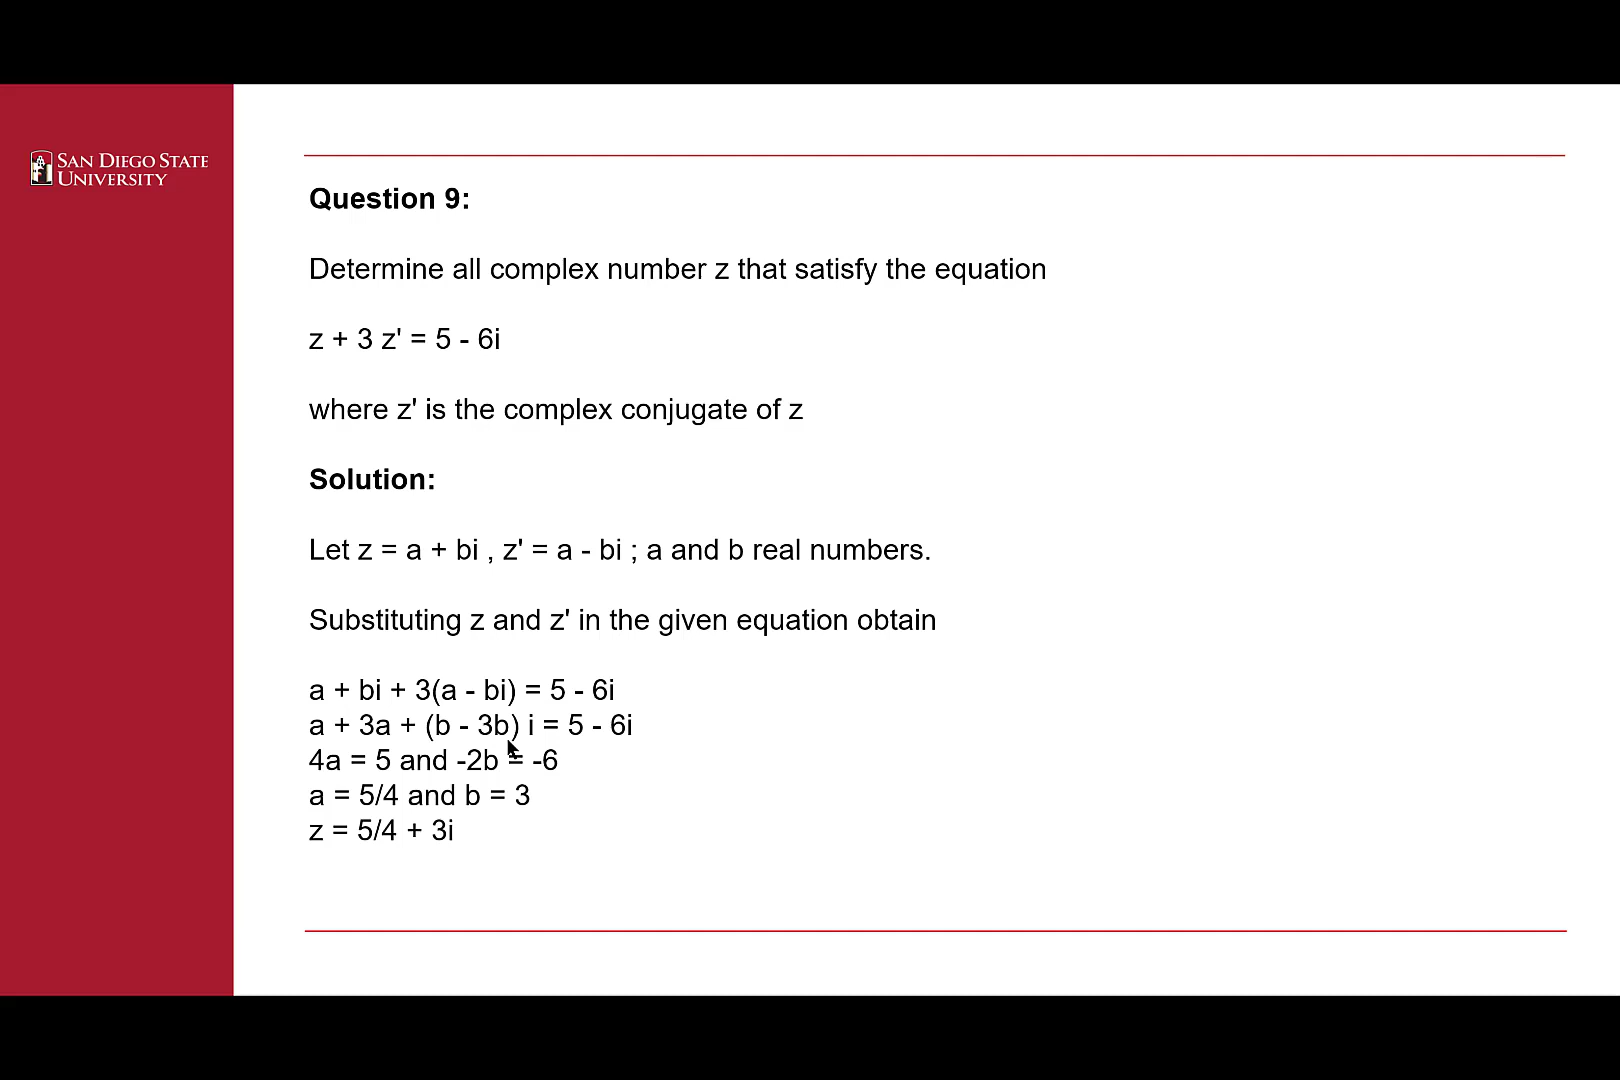 SAN DIEGO STATE
UNIVERSITY
Question 9:
Determine all complex number z that satisfy the equation
z + 3 z' = 5 - 6i
where z' is the complex conjugate of z
Solution:
Let z = a + bi , z' = a - bi ; a and b real numbers.
Substituting z and z' in the given equation obtain
a + bi + 3(a - bi) = 5 - 6i
a + 3a + (b - 3b) i = 5 - 6i
4a = 5 and -2b = -6
a = 5/4 and b = 3
z = 5/4 + 3i